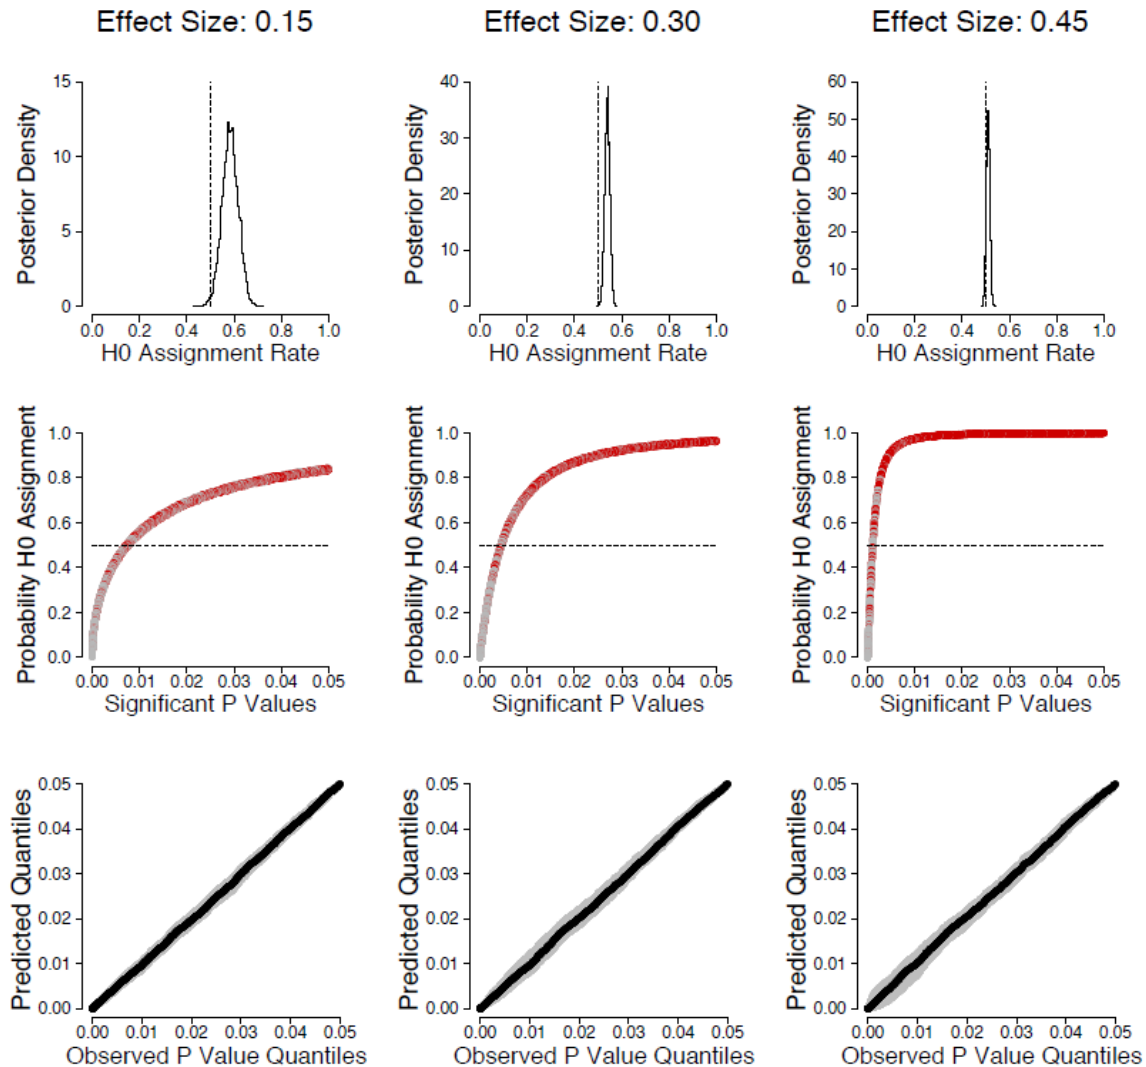 Effect Size: 0.15
Effect Size: 0.30
Effect Size: 0.45
Posterior Density
15
10
5
0
0.0 0.2 0.4 0.6 0.8 1.0
H0 Assignment Rate
Posterior Density
40
30
20
10
0
0.0 0.2 0.4 0.6 0.8 1.0
H0 Assignment Rate
Posterior Density
60
50
40
30
20
10
0
0.0 0.2 0.4 0.6 0.8 1.0
H0 Assignment Rate
Probability H0 Assignment
1.0
0.8
0.6
0.4
0.2
0.0
0.00 0.01 0.02 0.03 0.04 0.05
Significant P Values
Probability H0 Assignment
1.0
0.8
0.6
0.4
0.2
0.0
0.00 0.01 0.02 0.03 0.04 0.05
Significant P Values
Probability H0 Assignment
1.0
0.8
0.6
0.4
0.2
0.0
0.00 0.01 0.02 0.03 0.04 0.05
Significant P Values
Predicted Quantiles
0.05
0.04
0.03
0.02
0.01
0.00
0.00 0.01 0.02 0.03 0.04 0.05
Observed P Value Quantiles
Predicted Quantiles
0.05
0.04
0.03
0.02
0.01
0.00
0.00 0.01 0.02 0.03 0.04 0.05
Observed P Value Quantiles
Predicted Quantiles
0.05
0.04
0.03
0.02
0.01
0.00
0.00 0.01 0.02 0.03 0.04 0.05
Observed P Value Quantiles